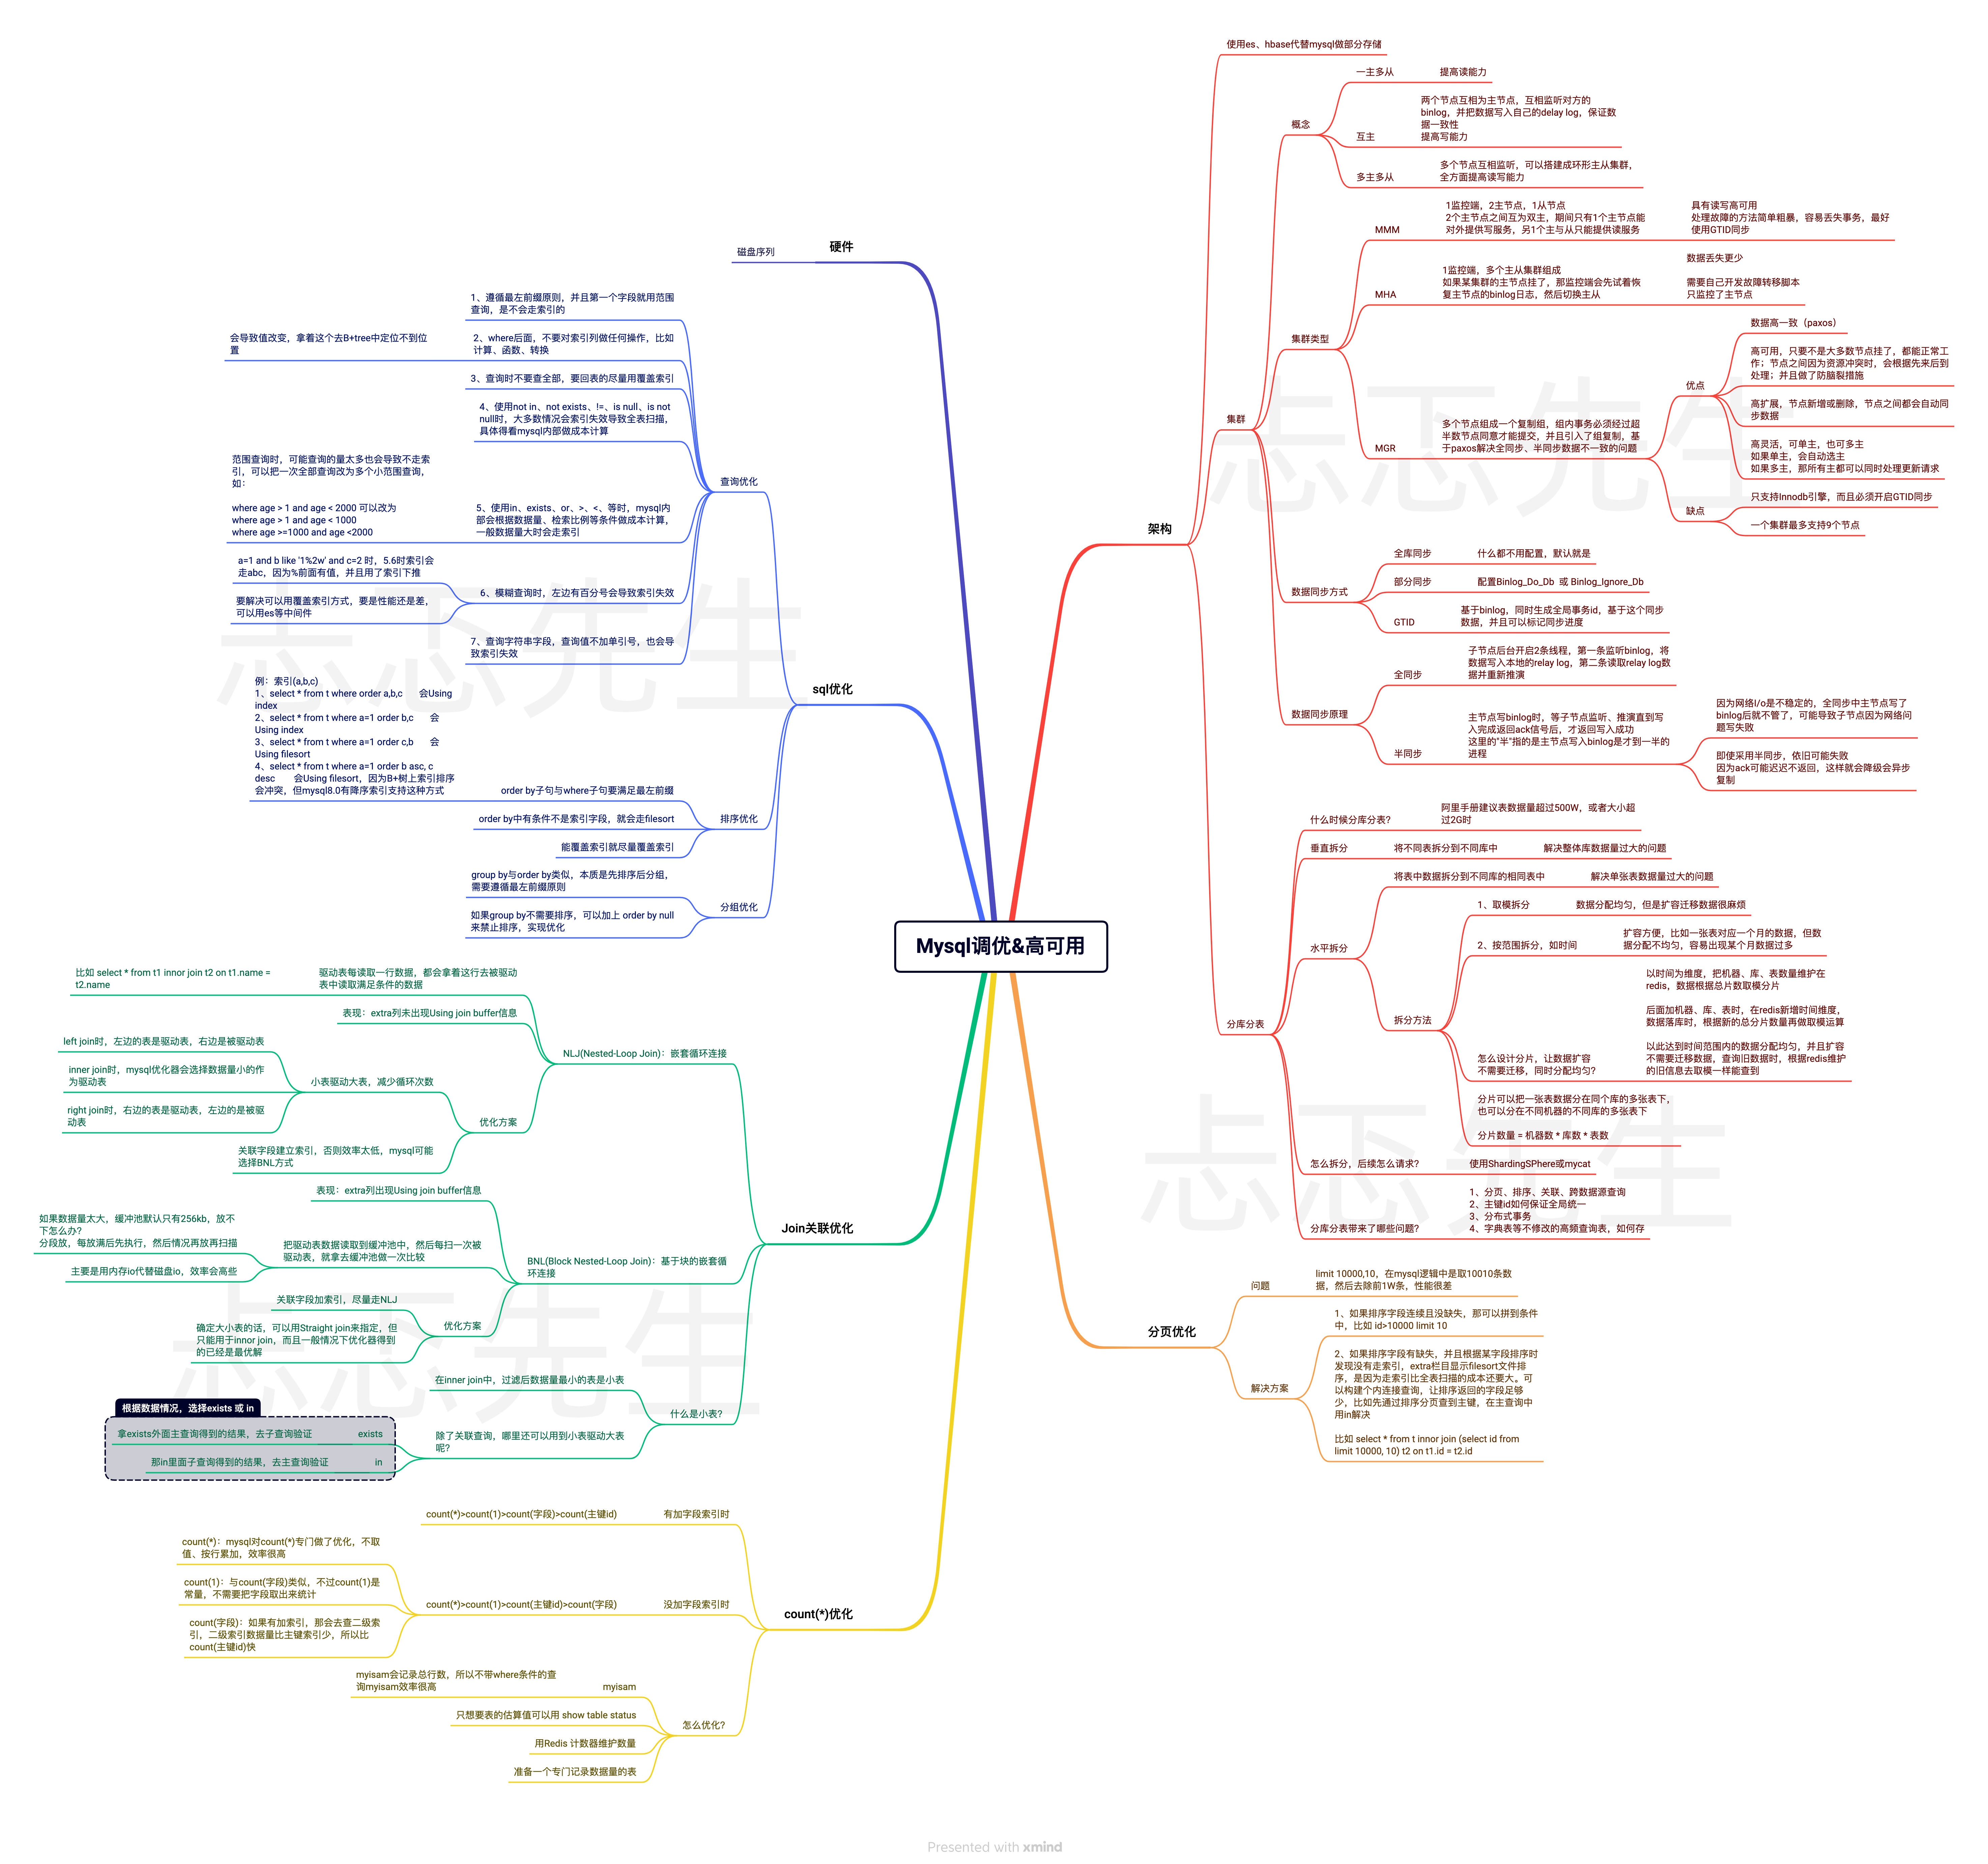 Mysql调优&高可用
硬件
磁盘序列
sql优化
查询优化
1、遵循最左前缀原则，并且第一个字段就用范围
查询，是不会走索引的
2、where后面，不要对索引列做任何操作，比如
计算、函数、转换
会导致值改变，拿着这个去B+tree中定位不到位
置
3、查询时不要查全部，要回表的尽量用覆盖索引
4、使用not in、not exists、!=、is null、is not
null时，大多数情况会索引失效导致全表扫描，
具体得看mysql内部做成本计算
5、使用in、exists、or、>、<、等时，mysql内
部会根据数据量、检索比例等条件做成本计算，
一般数据量大时会走索引
范围查询时，可能查询的量太多也会导致不走索
引，可以把一次全部查询改为多个小范围查询，
如：
where age > 1 and age < 2000 可以改为
where age > 1 and age < 1000
where age >=1000 and age <2000
6、模糊查询时，左边有百分号会导致索引失效
a=1 and b like '1%2w' and c=2 时，5.6时索引会
走abc，因为%前面有值，并且用了索引下推
要解决可以用覆盖索引方式，要是性能还是差，
可以用es等中间件
7、查询字符串字段，查询值不加单引号，也会导
致索引失效
排序优化
order by子句与where子句要满足最左前缀
例：索引(a,b,c)
1、select * from t where order a,b,c 会Using
index
2、select * from t where a=1 order b,c 会
Using index
3、select * from t where a=1 order c,b 会
Using filesort
4、select * from t where a=1 order b asc, c
desc 会Using filesort，因为B+树上索引排序
会冲突，但mysql8.0有降序索引支持这种方式
order by中有条件不是索引字段，就会走filesort
能覆盖索引就尽量覆盖索引
分组优化
group by与order by类似，本质是先排序后分组，
需要遵循最左前缀原则
如果group by不需要排序，可以加上 order by null
来禁止排序，实现优化
Join关联优化
NLJ(Nested-Loop Join)：嵌套循环连接
驱动表每读取一行数据，都会拿着这行去被驱动
表中读取满足条件的数据
比如 select * from t1 innor join t2 on t1.name =
t2.name
表现：extra列未出现Using join buffer信息
优化方案
小表驱动大表，减少循环次数
left join时，左边的表是驱动表，右边是被驱动表
inner join时，mysql优化器会选择数据量小的作
为驱动表
right join时，右边的表是驱动表，左边的是被驱
动表
关联字段建立索引，否则效率太低，mysql可能
选择BNL方式
BNL(Block Nested-Loop Join)：基于块的嵌套循
环连接
表现：extra列出现Using join buffer信息
把驱动表数据读取到缓冲池中，然后每扫一次被
驱动表，就拿去缓冲池做一次比较
如果数据量太大，缓冲池默认只有256kb，放不
下怎么办？
分段放，每放满后先执行，然后情况再放再扫描
主要是用内存io代替磁盘io，效率会高些
优化方案
关联字段加索引，尽量走NLJ
确定大小表的话，可以用Straight join来指定，但
只能用于innor join，而且一般情况下优化器得到
的已经是最优解
什么是小表？
在inner join中，过滤后数据量最小的表是小表
除了关联查询，哪里还可以用到小表驱动大表
呢？
根据数据情况，选择exists 或 in
exists
拿exists外面主查询得到的结果，去子查询验证
in
那in里面子查询得到的结果，去主查询验证
count(*)优化
有加字段索引时
count(*)>count(1)>count(字段)>count(主键id)
没加字段索引时
count(*)>count(1)>count(主键id)>count(字段)
count(*)：mysql对count(*)专门做了优化，不取
值、按行累加，效率很高
count(1)：与count(字段)类似，不过count(1)是
常量，不需要把字段取出来统计
count(字段)：如果有加索引，那会去查二级索
引，二级索引数据量比主键索引少，所以比
count(主键id)快
怎么优化？
myisam
myisam会记录总行数，所以不带where条件的查
询myisam效率很高
只想要表的估算值可以用 show table status
用Redis 计数器维护数量
准备一个专门记录数据量的表
架构
使用es、hbase代替mysql做部分存储
集群
概念
一主多从
提高读能力
互主
两个节点互相为主节点，互相监听对方的
binlog，并把数据写入自己的delay log，保证数
据一致性
提高写能力
多主多从
多个节点互相监听，可以搭建成环形主从集群，
全方面提高读写能力
集群类型
MMM
1监控端，2主节点，1从节点
2个主节点之间互为双主，期间只有1个主节点能
对外提供写服务，另1个主与从只能提供读服务
具有读写高可用
处理故障的方法简单粗暴，容易丢失事务，最好
使用GTID同步
MHA
1监控端，多个主从集群组成
如果某集群的主节点挂了，那监控端会先试着恢
复主节点的binlog日志，然后切换主从
数据丢失更少
需要自己开发故障转移脚本
只监控了主节点
MGR
多个节点组成一个复制组，组内事务必须经过超
半数节点同意才能提交，并且引入了组复制，基
于paxos解决全同步、半同步数据不一致的问题
优点
数据高一致（paxos）
高可用，只要不是大多数节点挂了，都能正常工
作；节点之间因为资源冲突时，会根据先来后到
处理；并且做了防脑裂措施
高扩展，节点新增或删除，节点之间都会自动同
步数据
高灵活，可单主，也可多主
如果单主，会自动选主
如果多主，那所有主都可以同时处理更新请求
缺点
只支持Innodb引擎，而且必须开启GTID同步
一个集群最多支持9个节点
数据同步方式
全库同步
什么都不用配置，默认就是
部分同步
配置Binlog_Do_Db 或 Binlog_Ignore_Db
GTID
基于binlog，同时生成全局事务id，基于这个同步
数据，并且可以标记同步进度
数据同步原理
全同步
子节点后台开启2条线程，第一条监听binlog，将
数据写入本地的relay log，第二条读取relay log数
据并重新推演
半同步
主节点写binlog时，等子节点监听、推演直到写
入完成返回ack信号后，才返回写入成功
这里的"半"指的是主节点写入binlog是才到一半的
进程
因为网络I/o是不稳定的，全同步中主节点写了
binlog后就不管了，可能导致子节点因为网络问
题写失败
即使采用半同步，依旧可能失败
因为ack可能迟迟不返回，这样就会降级会异步
复制
分库分表
什么时候分库分表？
阿里手册建议表数据量超过500W，或者大小超
过2G时
垂直拆分
将不同表拆分到不同库中
解决整体库数据量过大的问题
水平拆分
将表中数据拆分到不同库的相同表中
解决单张表数据量过大的问题
拆分方法
1、取模拆分
数据分配均匀，但是扩容迁移数据很麻烦
2、按范围拆分，如时间
扩容方便，比如一张表对应一个月的数据，但数
据分配不均匀，容易出现某个月数据过多
怎么设计分片，让数据扩容
不需要迁移，同时分配均匀？
以时间为维度，把机器、库、表数量维护在
redis，数据根据总片数取模分片
后面加机器、库、表时，在redis新增时间维度，
数据落库时，根据新的总分片数量再做取模运算
以此达到时间范围内的数据分配均匀，并且扩容
不需要迁移数据，查询旧数据时，根据redis维护
的旧信息去取模一样能查到
分片可以把一张表数据分在同个库的多张表下，
也可以分在不同机器的不同库的多张表下
分片数量 = 机器数 * 库数 * 表数
怎么拆分，后续怎么请求？
使用ShardingSPhere或mycat
分库分表带来了哪些问题？
1、分页、排序、关联、跨数据源查询
2、主键id如何保证全局统一
3、分布式事务
4、字典表等不修改的高频查询表，如何存
分页优化
问题
limit 10000,10，在mysql逻辑中是取10010条数
据，然后去除前1W条，性能很差
解决方案
1、如果排序字段连续且没缺失，那可以拼到条件
中，比如 id>10000 limit 10
2、如果排序字段有缺失，并且根据某字段排序时
发现没有走索引，extra栏目显示filesort文件排
序，是因为走索引比全表扫描的成本还要大。可
以构建个内连接查询，让排序返回的字段足够
少，比如先通过排序分页查到主键，在主查询中
用in解决
比如 select * from t innor join (select id from
limit 10000, 10) t2 on t1.id = t2.id
忐忑先生
忐忑先生
忐忑先生
忐忑先生
Presented with xmind